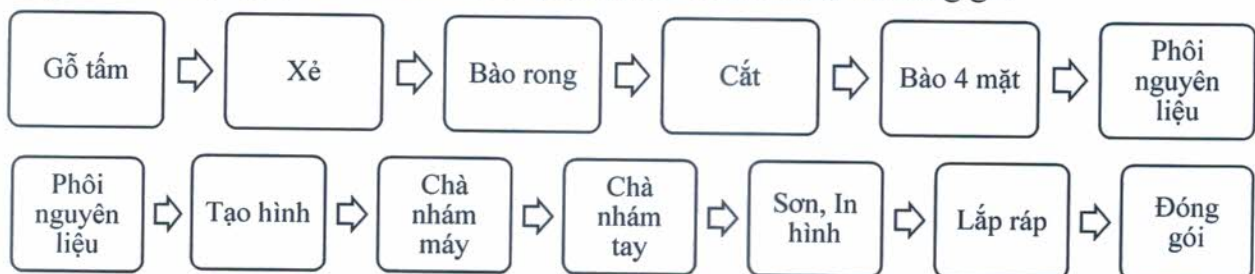 Gỗ tấm
Xẻ
Bào rong
Cắt
Bào 4 mặt
Phôi
nguyên
liệu
Phôi
nguyên
liệu
Tạo hình
Chà
nhám
máy
Chà
nhám
tay
Sơn, In
hình
Lắp ráp
Đóng
gói